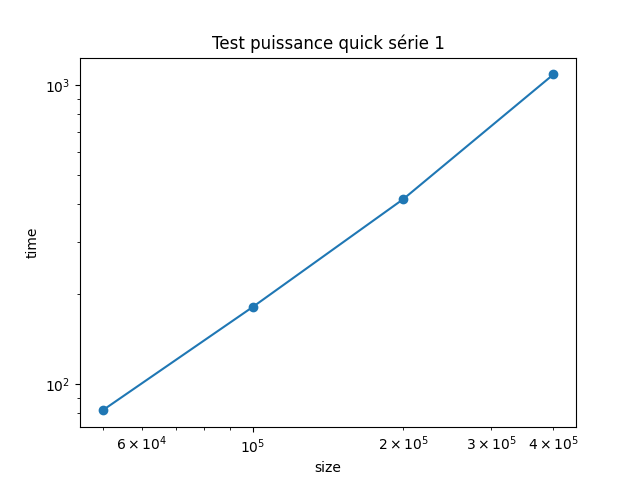 Test puissance quick série 1
10³
time
10²
6 × 10⁴
10⁵
2 × 10⁵
3 × 10⁵
4 × 10⁵
size